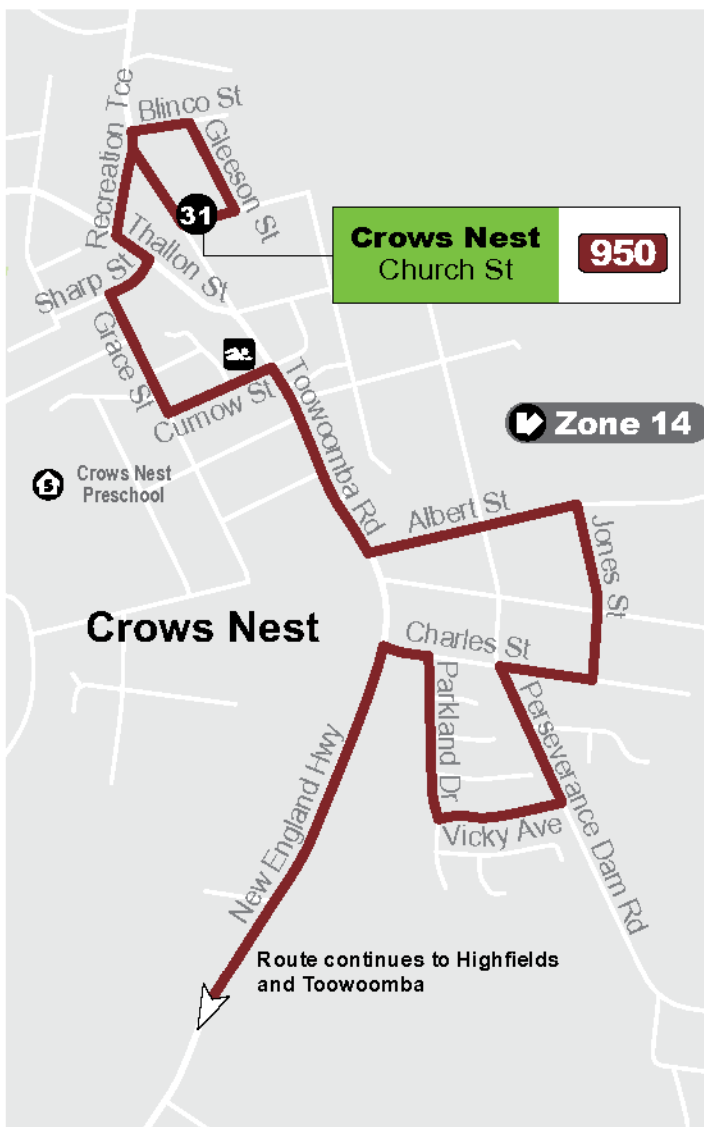 Recreation Tce
Blinco St
Gleeson St
31
Crows Nest
Church St
950
Sharp St
Thallon St
Grace St
Curnow St
Toowoomba Rd
Zone 14
S
Crows Nest
Preschool
Albert St
Jones St
Crows Nest
Charles St
Parkland Dr
Perseverance Dam Rd
Vicky Ave
New England Hwy
Route continues to Highfields
and Toowoomba